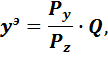 yᵉ = P_y / P_z · Q,